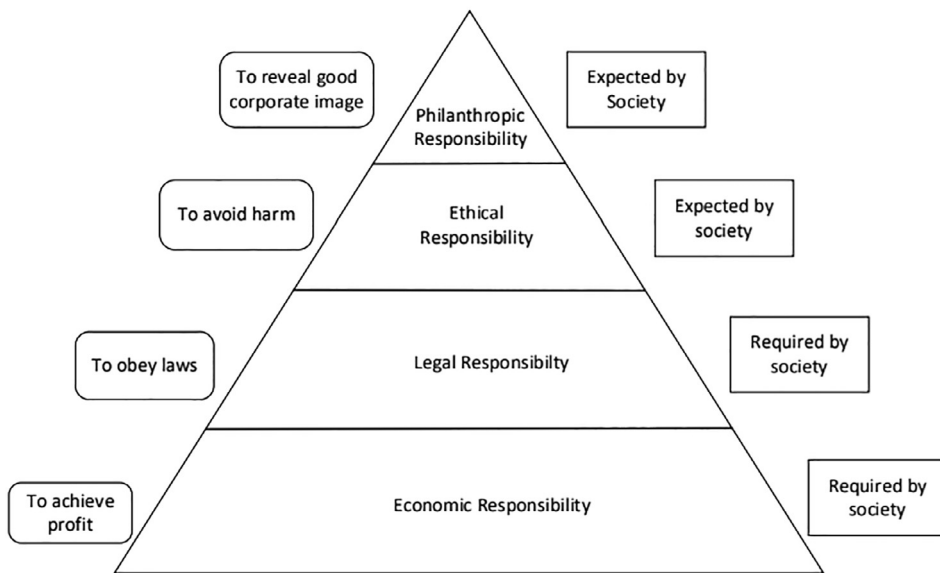 To reveal good
corporate image
Philanthropic
Responsibility
Expected by
Society
To avoid harm
Ethical
Responsibility
Expected by
society
To obey laws
Legal Responsibilty
Required by
society
To achieve
profit
Economic Responsibility
Required by
society